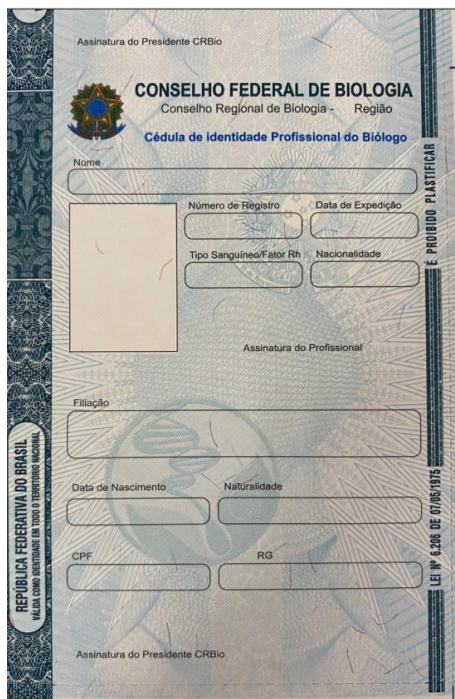 Assinatura do Presidente CRBio
CONSELHO FEDERAL DE BIOLOGIA
Conselho Regional de Biologia - Região
Cédula de identidade Profissional do Biólogo
Nome
Número de Registro Data de Expedição
Tipo Sanguíneo/Fator Rh Nacionalidade
Assinatura do Profissional
Filiação
Data de Nascimento Naturalidade
CPF RG
Assinatura do Presidente CRBio
É PROIBIDO PLASTIFICAR
LEI Nº 6.206 DE 07/05/1975
REPÚBLICA FEDERATIVA DO BRASIL
VÁLIDA COMO IDENTIDADE EM TODO O TERRITÓRIO NACIONAL